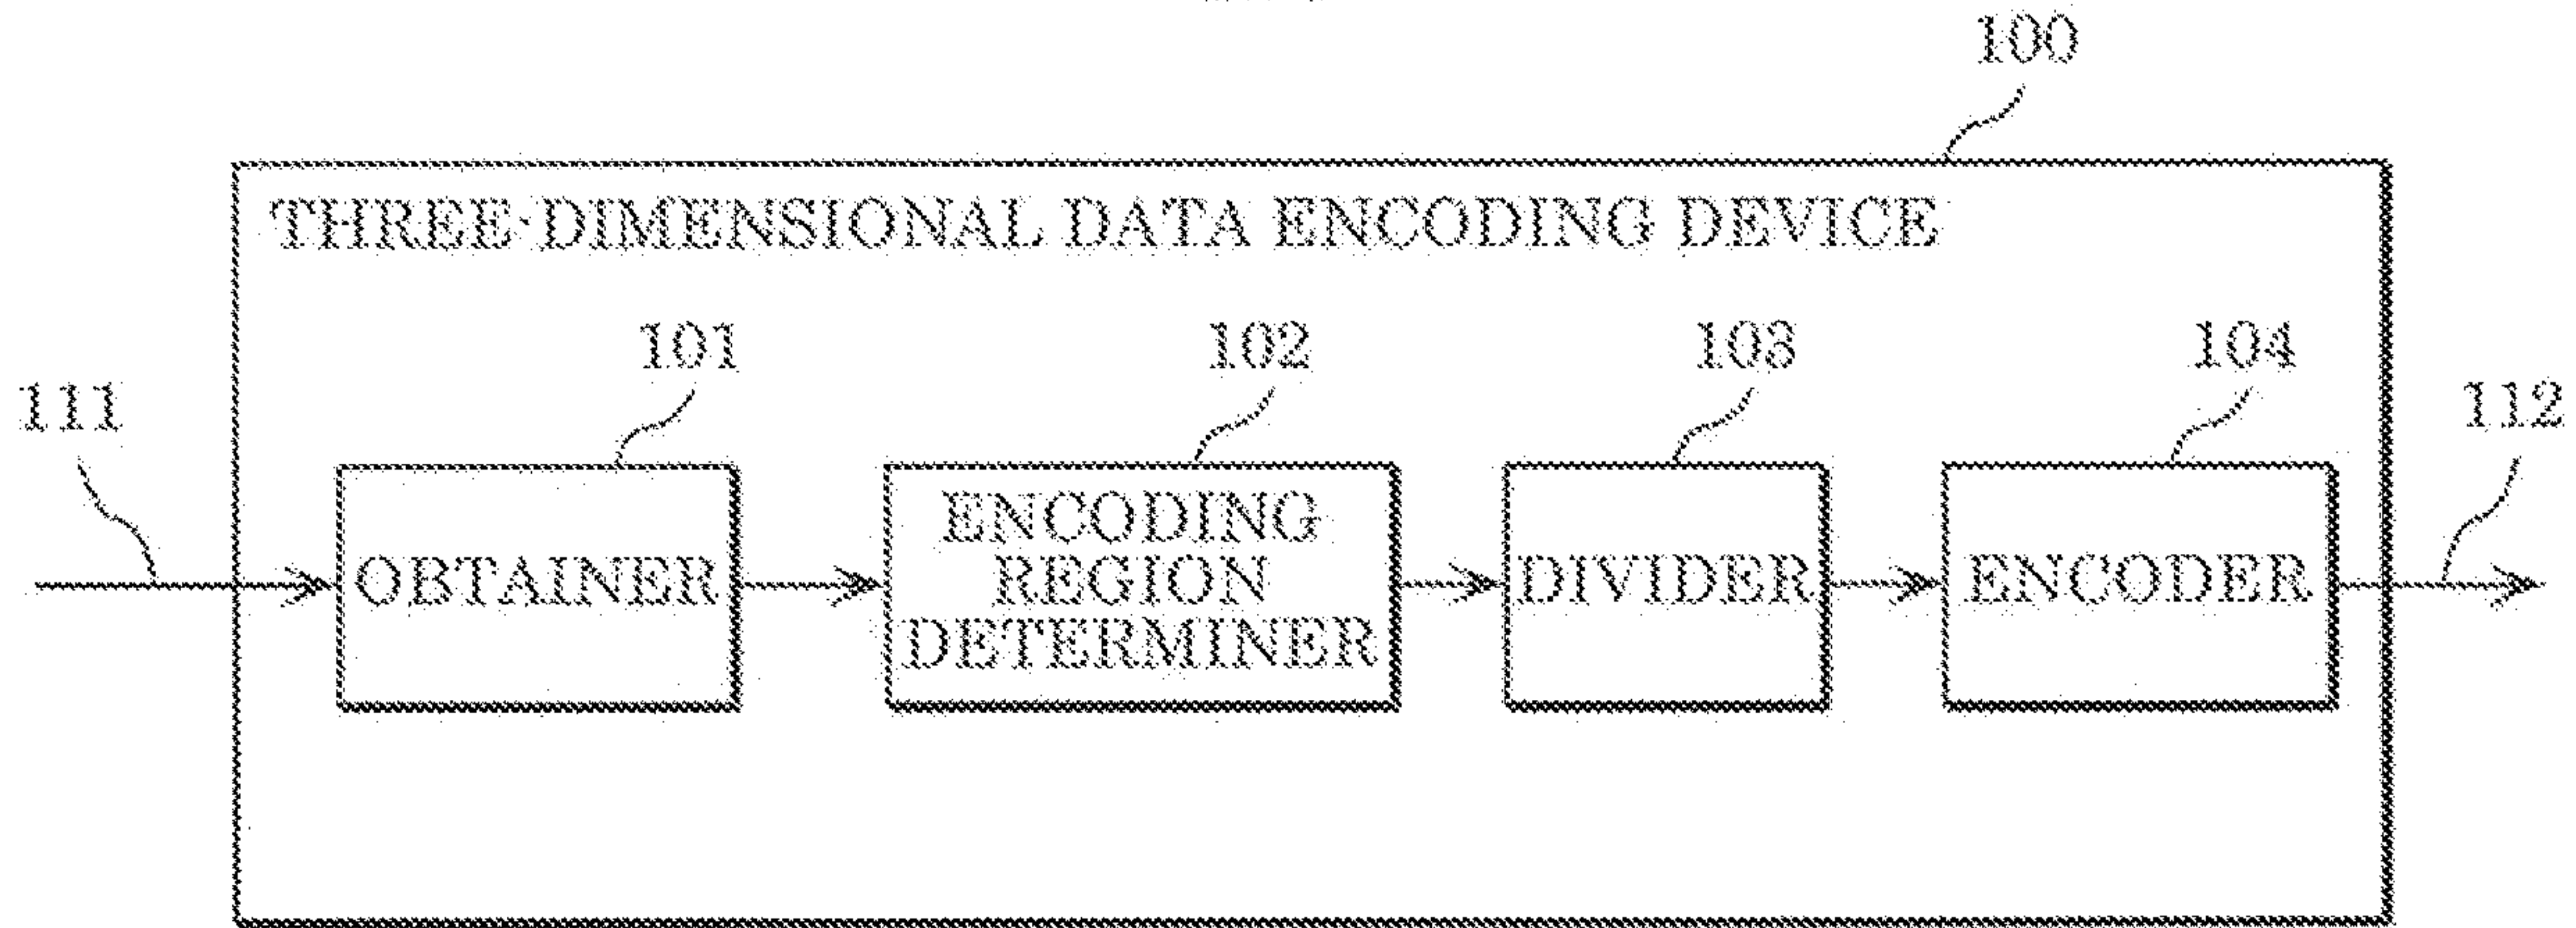 100
THREE-DIMENSIONAL DATA ENCODING DEVICE
101
102
103
104
111
112
OBTAINER
ENCODING
REGION
DETERMINER
DIVIDER
ENCODER